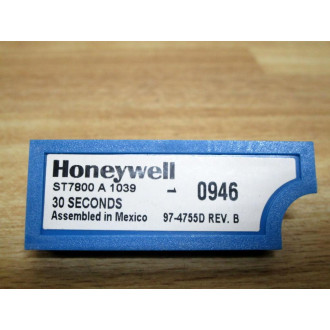 Honeywell
ST7800 A 1039 – 0946
30 SECONDS
Assembled in Mexico 97-4755D REV. B